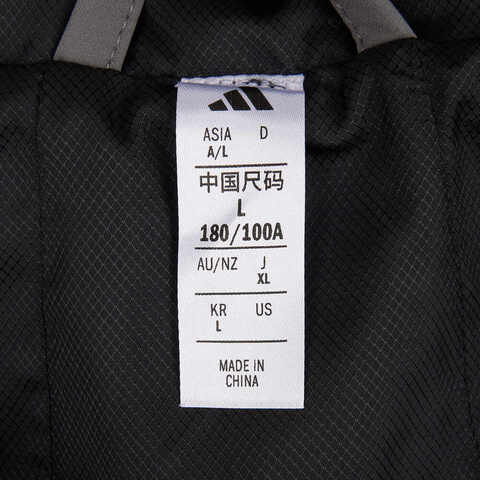 ASIA D
A/L
中国尺码
L
180/100A
AU/NZ J
XL
KR US
L
MADE IN
CHINA